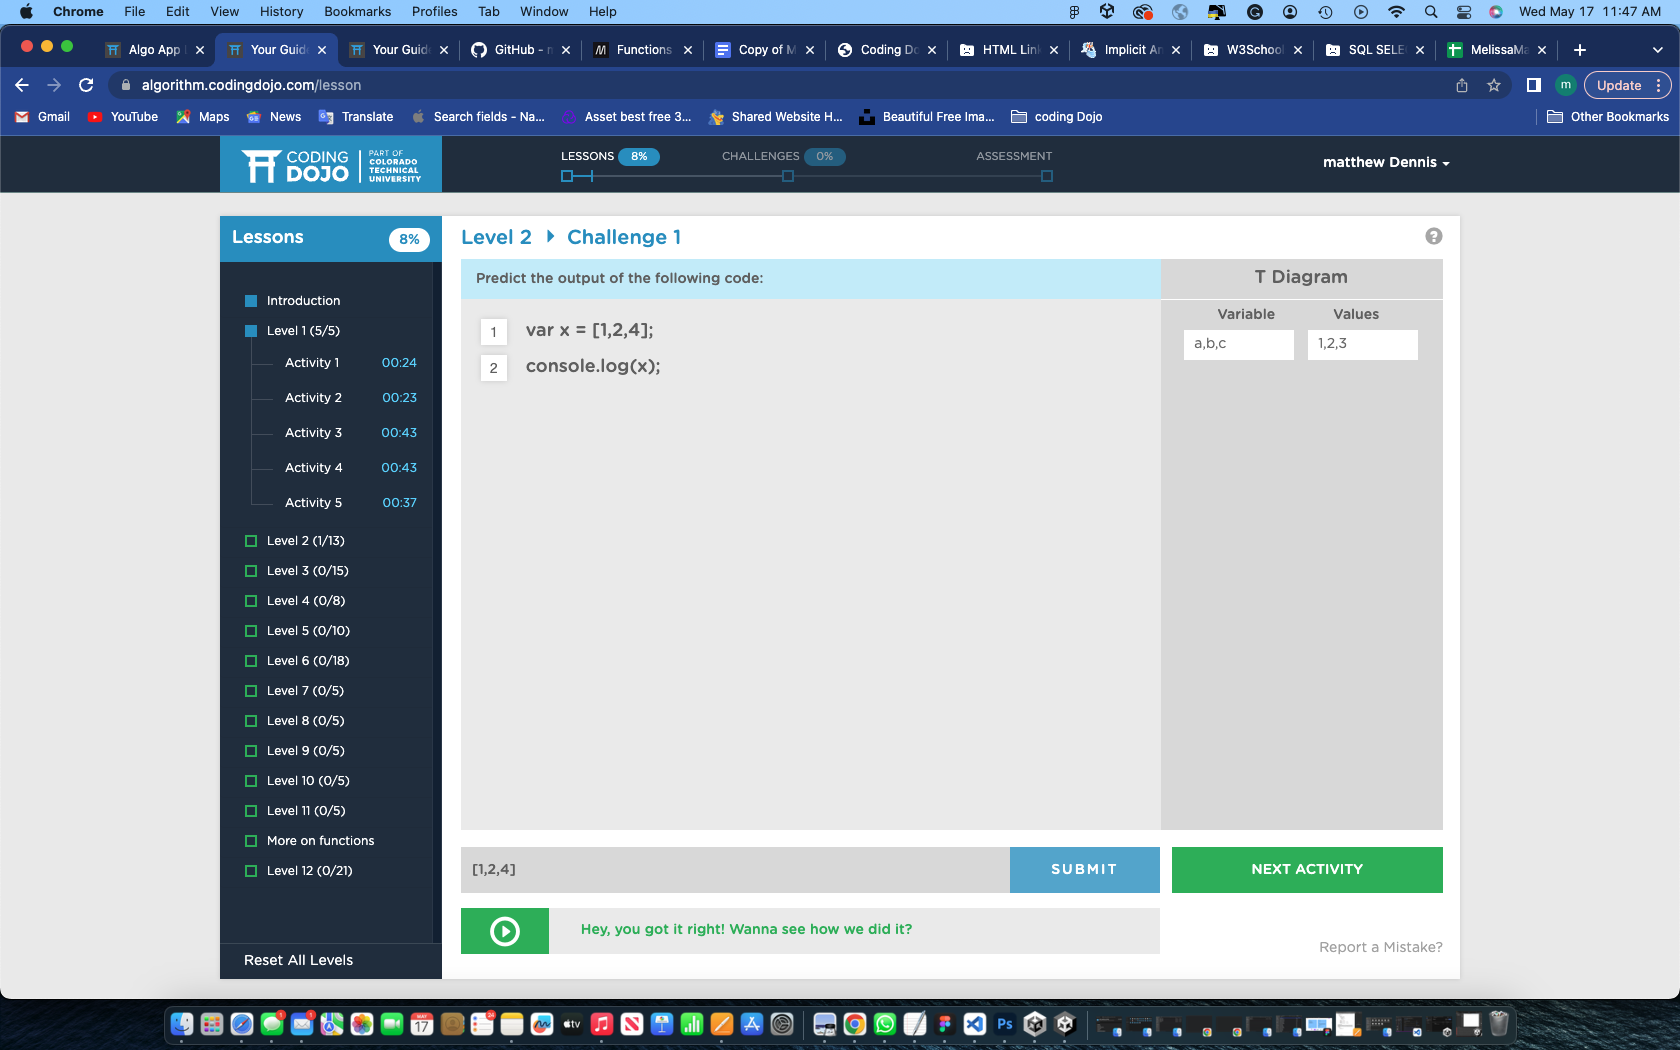 Chrome File Edit View History Bookmarks Profiles Tab Window Help Wed May 17 11:47 AM
Algo App Your Guide Your Guide GitHub - Functions Copy of M Coding Do HTML Link Implicit Ar W3School SQL SELE MelissaMa
algorithm.codingdojo.com/lesson m Update
Gmail YouTube Maps News Translate Search fields - Na... Asset best free 3... Shared Website H... Beautiful Free Ima... coding Dojo Other Bookmarks
CODING DOJO
PART OF
COLORADO
TECHNICAL
UNIVERSITY
LESSONS 8% CHALLENGES 0% ASSESSMENT
matthew Dennis
Lessons 8%
Introduction
Level 1 (5/5)
Activity 1 00:24
Activity 2 00:23
Activity 3 00:43
Activity 4 00:43
Activity 5 00:37
Level 2 (1/13)
Level 3 (0/15)
Level 4 (0/8)
Level 5 (0/10)
Level 6 (0/18)
Level 7 (0/5)
Level 8 (0/5)
Level 9 (0/5)
Level 10 (0/5)
Level 11 (0/5)
More on functions
Level 12 (0/21)
Reset All Levels
Level 2 Challenge 1 ?
Predict the output of the following code:
1 var x = [1,2,4];
2 console.log(x);
T Diagram
Variable Values
a,b,c 1,2,3
[1,2,4] SUBMIT NEXT ACTIVITY
Hey, you got it right! Wanna see how we did it?
Report a Mistake?
MAY 17 tv Ps